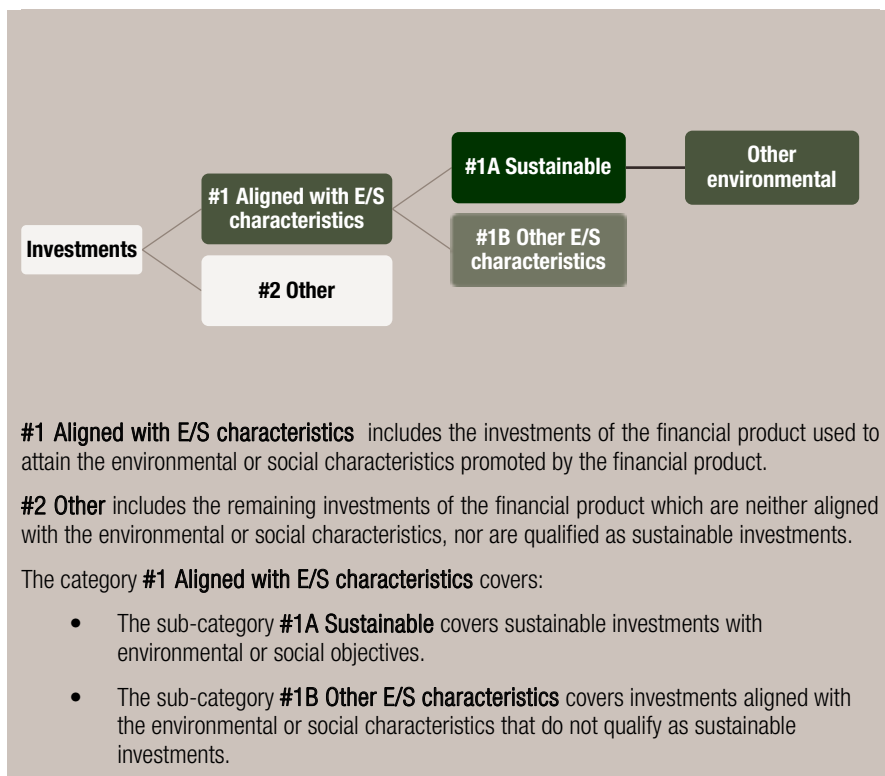 Investments
#1 Aligned with E/S
characteristics
#2 Other
#1A Sustainable
#1B Other E/S
characteristics
Other
environmental
#1 Aligned with E/S characteristics includes the investments of the financial product used to
attain the environmental or social characteristics promoted by the financial product.
#2 Other includes the remaining investments of the financial product which are neither aligned
with the environmental or social characteristics, nor are qualified as sustainable investments.
The category #1 Aligned with E/S characteristics covers:
• The sub-category #1A Sustainable covers sustainable investments with
environmental or social objectives.
• The sub-category #1B Other E/S characteristics covers investments aligned with
the environmental or social characteristics that do not qualify as sustainable
investments.